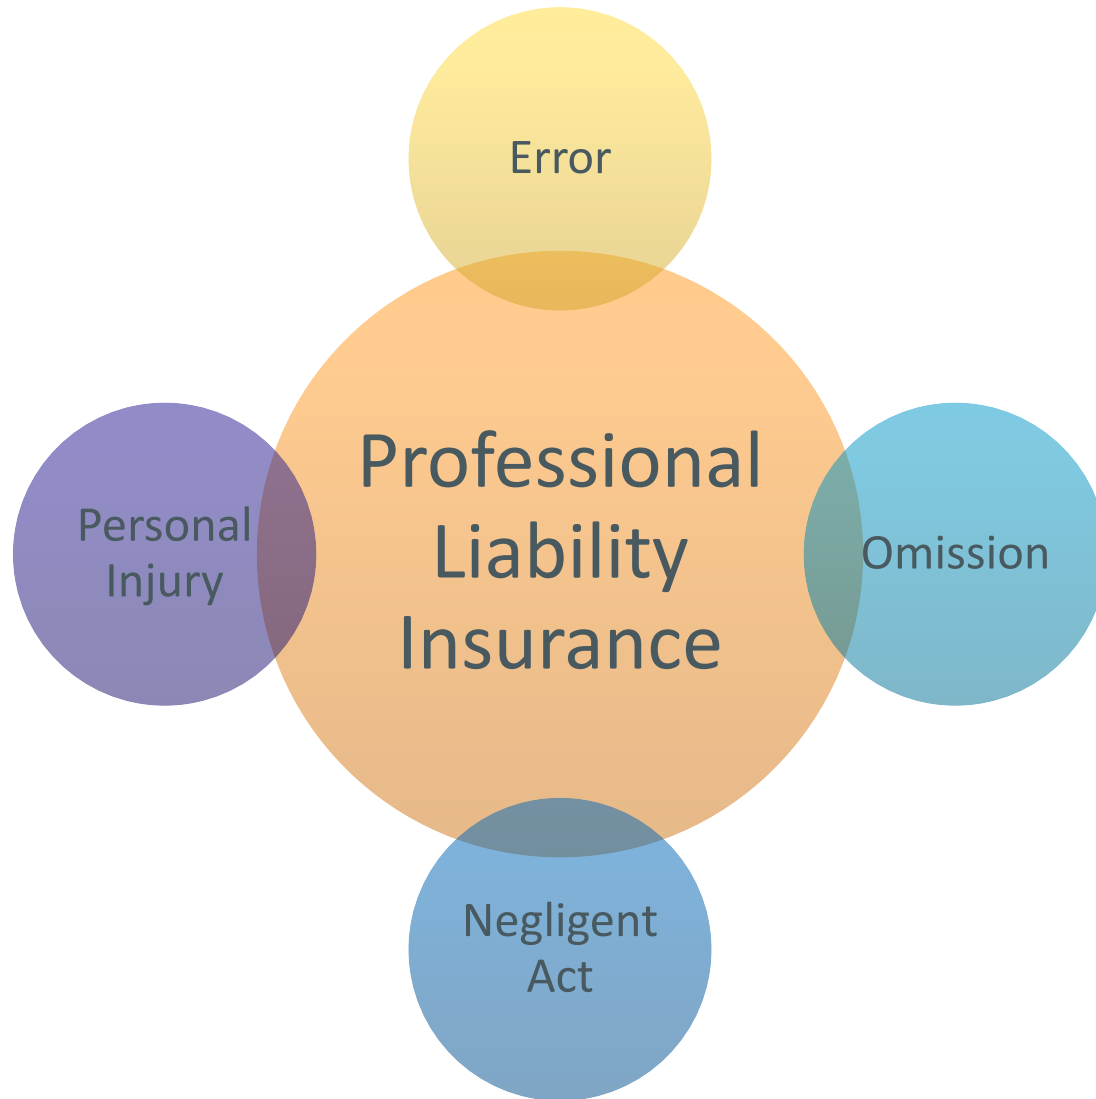 Error
Professional
Liability
Insurance
Personal
Injury
Omission
Negligent
Act